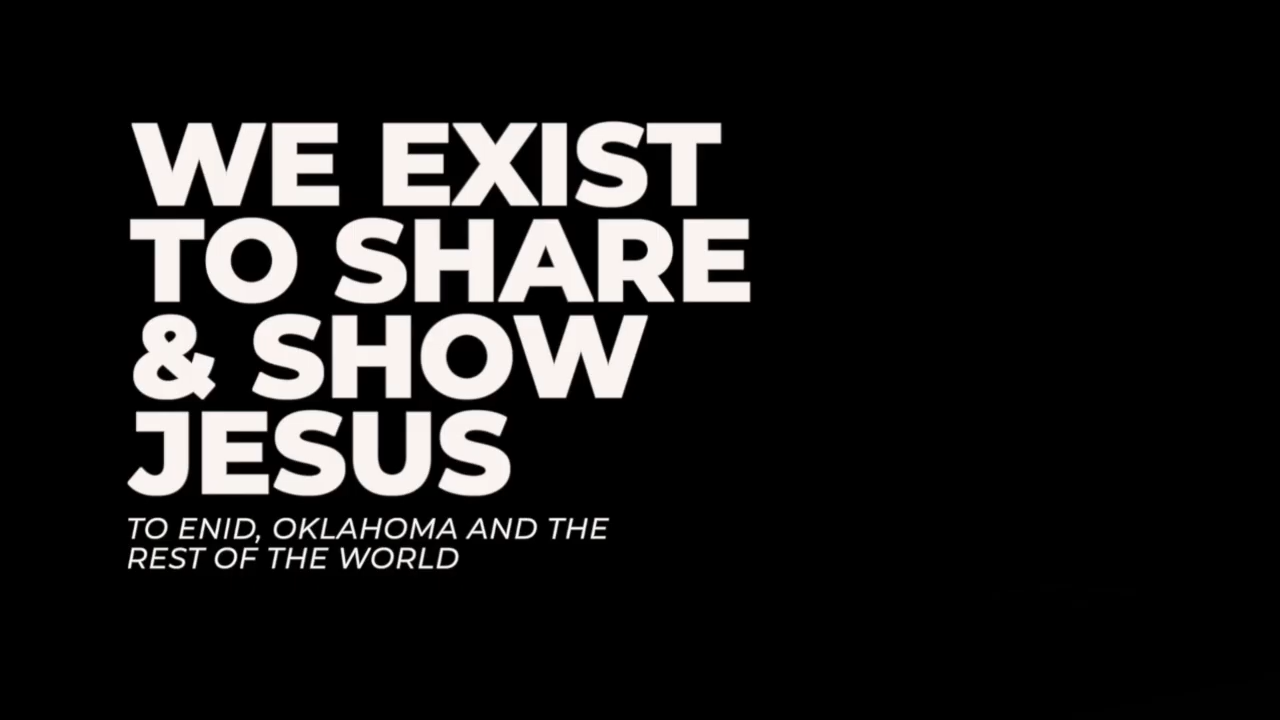 WE EXIST
TO SHARE
& SHOW
JESUS
TO ENID, OKLAHOMA AND THE
REST OF THE WORLD